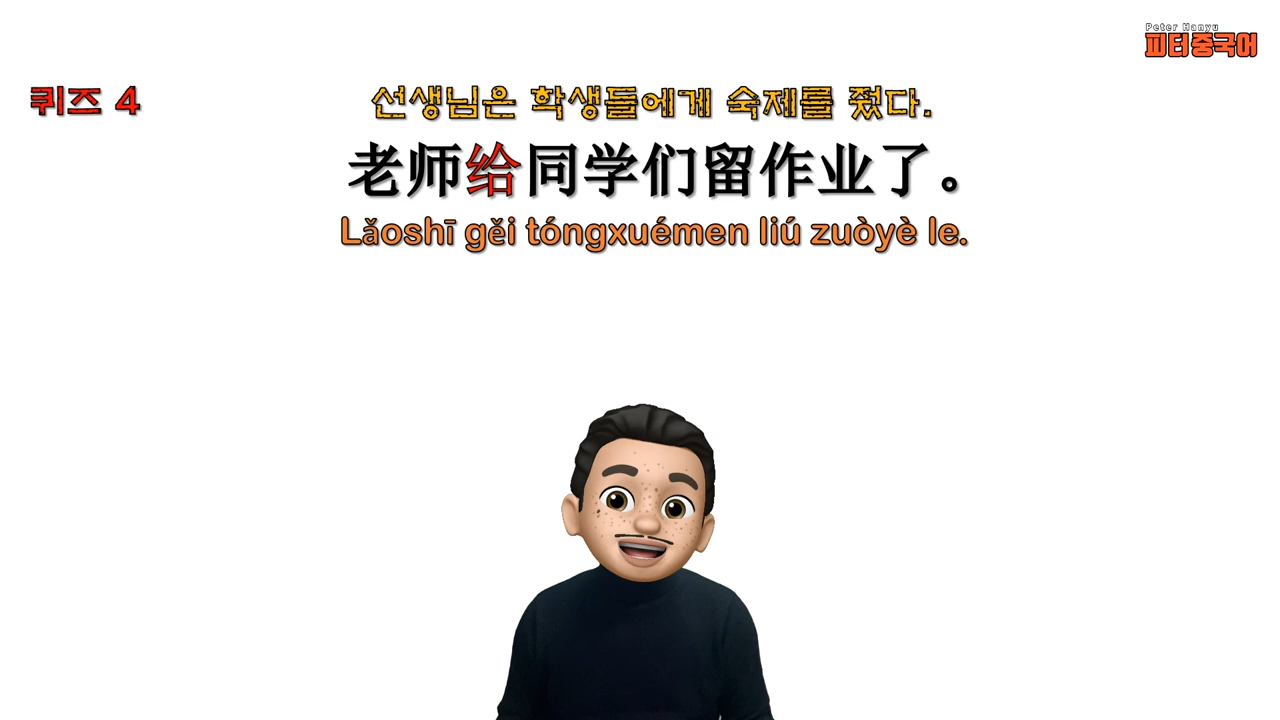 Peter Hanyu
피터중국어
퀴즈 4
선생님은 학생들에게 숙제를 줬다.
老师给同学们留作业了。
Lǎoshī gěi tóngxuémen liú zuòyè le.